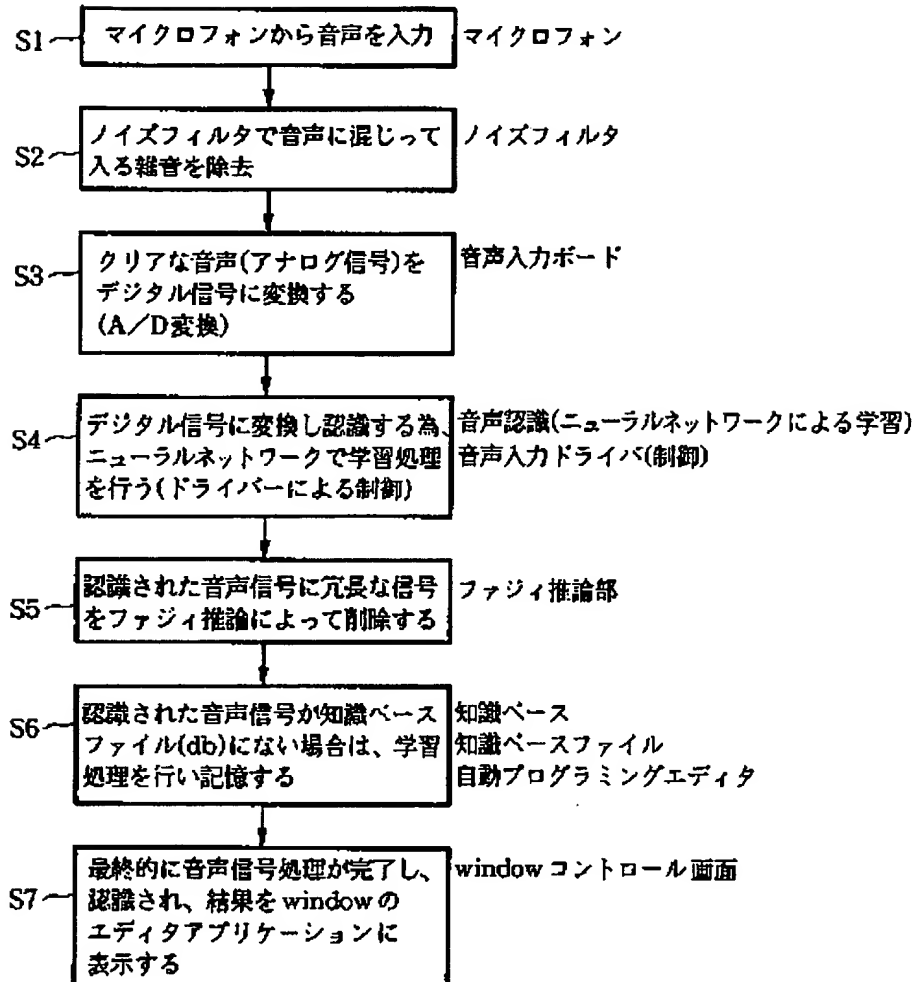 S1 マイクロフォンから音声を入力 マイクロフォン
S2 ノイズフィルタで音声に混じって ノイズフィルタ
入る雑音を除去
S3 クリアな音声(アナログ信号)を 音声入力ボード
デジタル信号に変換する
(A/D変換)
S4 デジタル信号に変換し認識する為、 音声認識(ニューラルネットワークによる学習)
ニューラルネットワークで学習処理 音声入力ドライバ(制御)
を行う(ドライバーによる制御)
S5 認識された音声信号に冗長な信号 ファジィ推論部
をファジィ推論によって削除する
S6 認識された音声信号が知識ベース 知識ベース
ファイル(db)にない場合は、学習 知識ベースファイル
処理を行い記憶する 自動プログラミングエディタ
S7 最終的に音声信号処理が完了し、 windowコントロール画面
認識され、結果をwindowの
エディタアプリケーションに
表示する